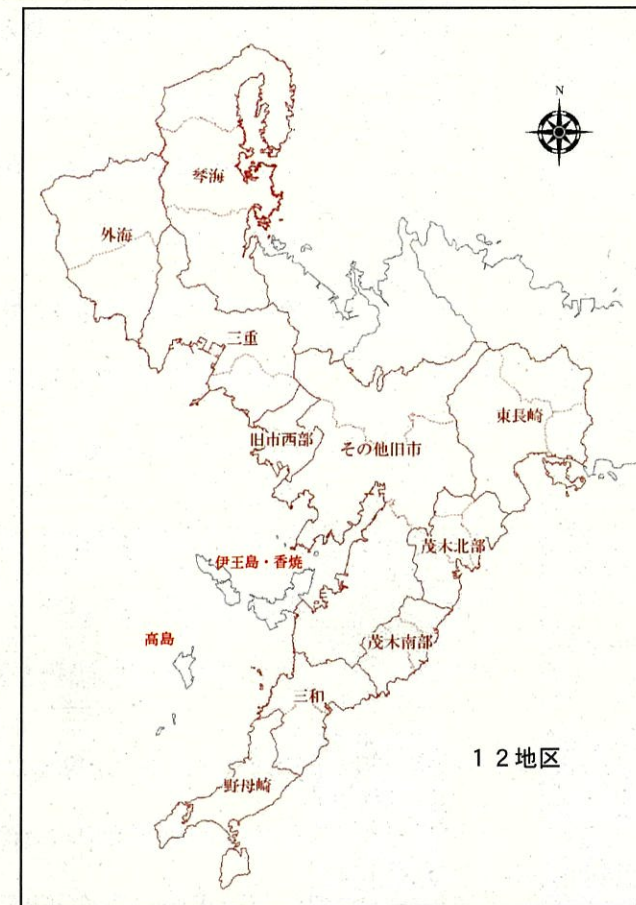 N
琴海
外海
三重
東長崎
旧市西部
その他旧市
茂木北部
伊王島・香焼
高島
茂木南部
三和
１２地区
野母崎